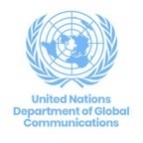 United Nations
Department of Global
Communications